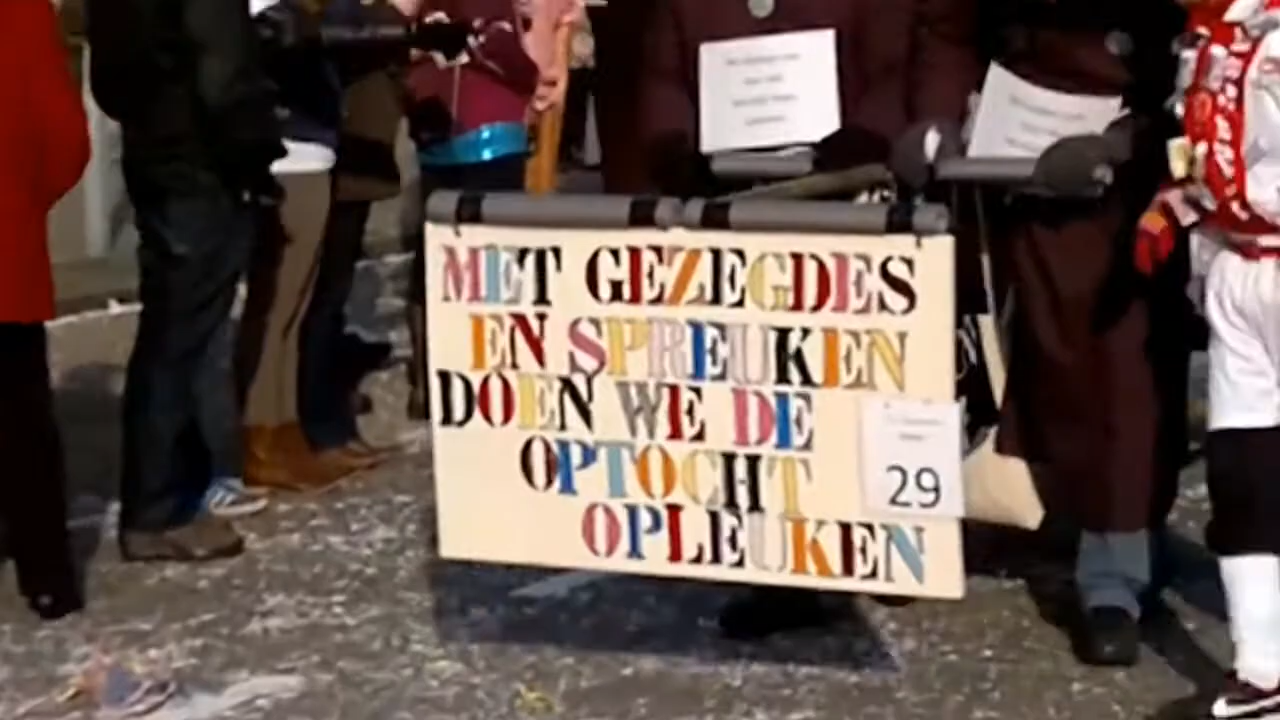 MET GEZEGDES
EN SPREUKEN
DOEN WE DE
OPTOCHT
OPLEUKEN
29